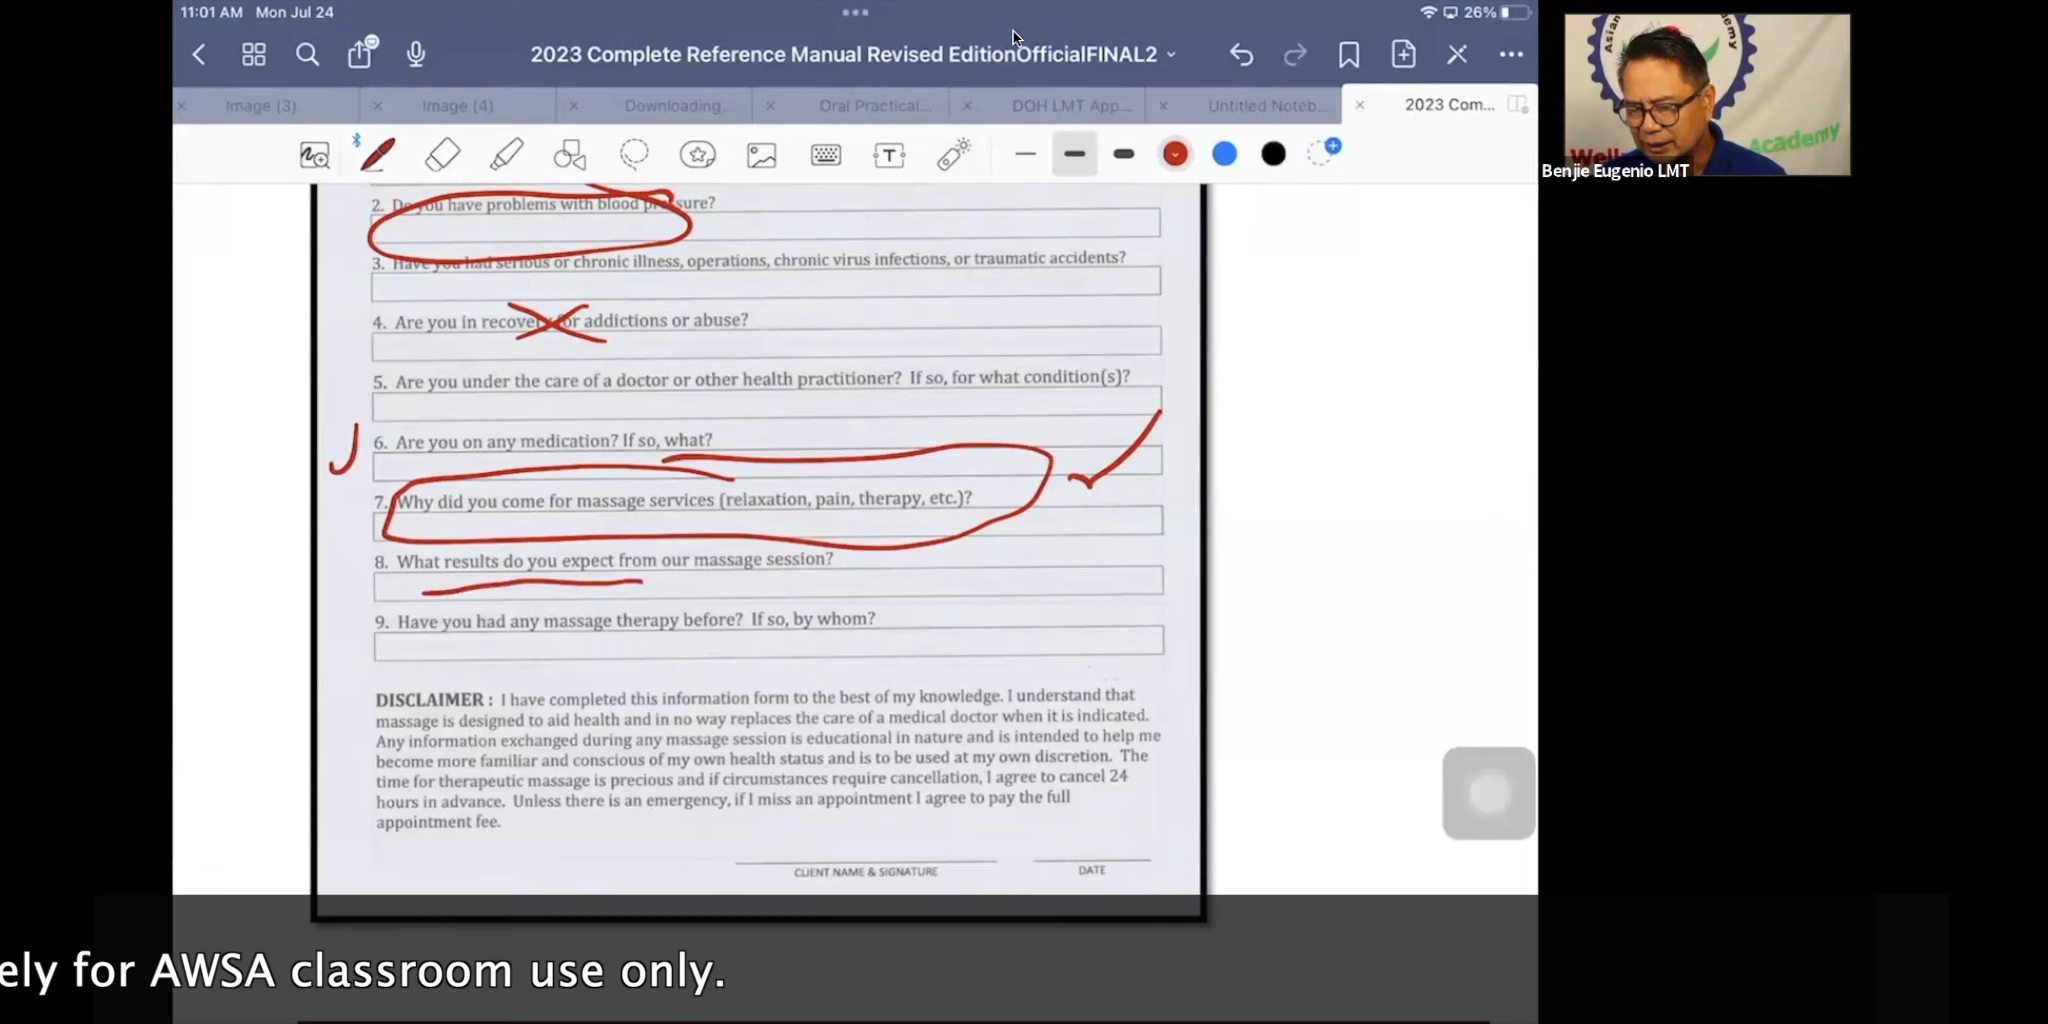 11:01 AM Mon Jul 24
26%
2023 Complete Reference Manual Revised EditionOfficialFINAL2
Image (3)
Image (4)
Downloading...
Oral Practical...
DOH LMT App...
Untitled Noteb...
2023 Com...
Asian
emy
Well
Academy
Benjie Eugenio LMT
2. Do you have problems with blood pressure?
3. Have you had serious or chronic illness, operations, chronic virus infections, or traumatic accidents?
4. Are you in recovery for addictions or abuse?
5. Are you under the care of a doctor or other health practitioner? If so, for what condition(s)?
6. Are you on any medication? If so, what?
7. Why did you come for massage services (relaxation, pain, therapy, etc.)?
8. What results do you expect from our massage session?
9. Have you had any massage therapy before? If so, by whom?
DISCLAIMER : I have completed this information form to the best of my knowledge. I understand that
massage is designed to aid health and in no way replaces the care of a medical doctor when it is indicated.
Any information exchanged during any massage session is educational in nature and is intended to help me
become more familiar and conscious of my own health status and is to be used at my own discretion. The
time for therapeutic massage is precious and if circumstances require cancellation, I agree to cancel 24
hours in advance. Unless there is an emergency, if I miss an appointment I agree to pay the full
appointment fee.
CLIENT NAME & SIGNATURE
DATE
ely for AWSA classroom use only.